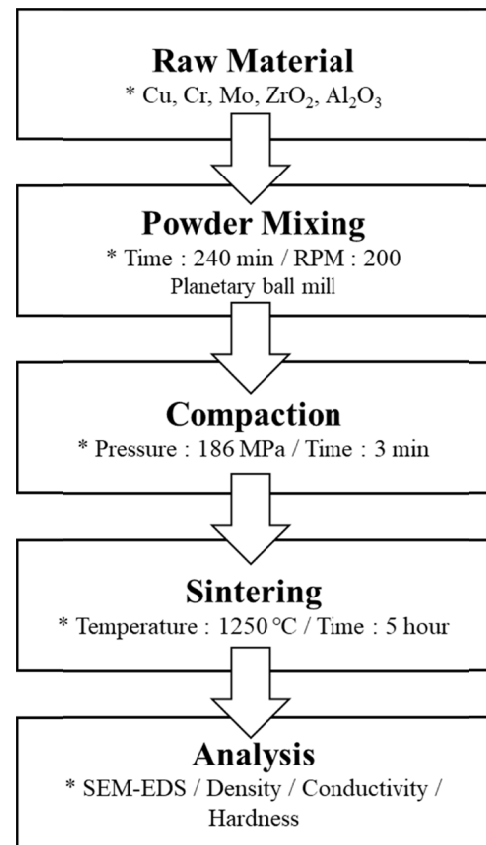 Raw Material
* Cu, Cr, Mo, ZrO₂, Al₂O₃
Powder Mixing
* Time : 240 min / RPM : 200
Planetary ball mill
Compaction
* Pressure : 186 MPa / Time : 3 min
Sintering
* Temperature : 1250 ℃ / Time : 5 hour
Analysis
* SEM-EDS / Density / Conductivity /
Hardness